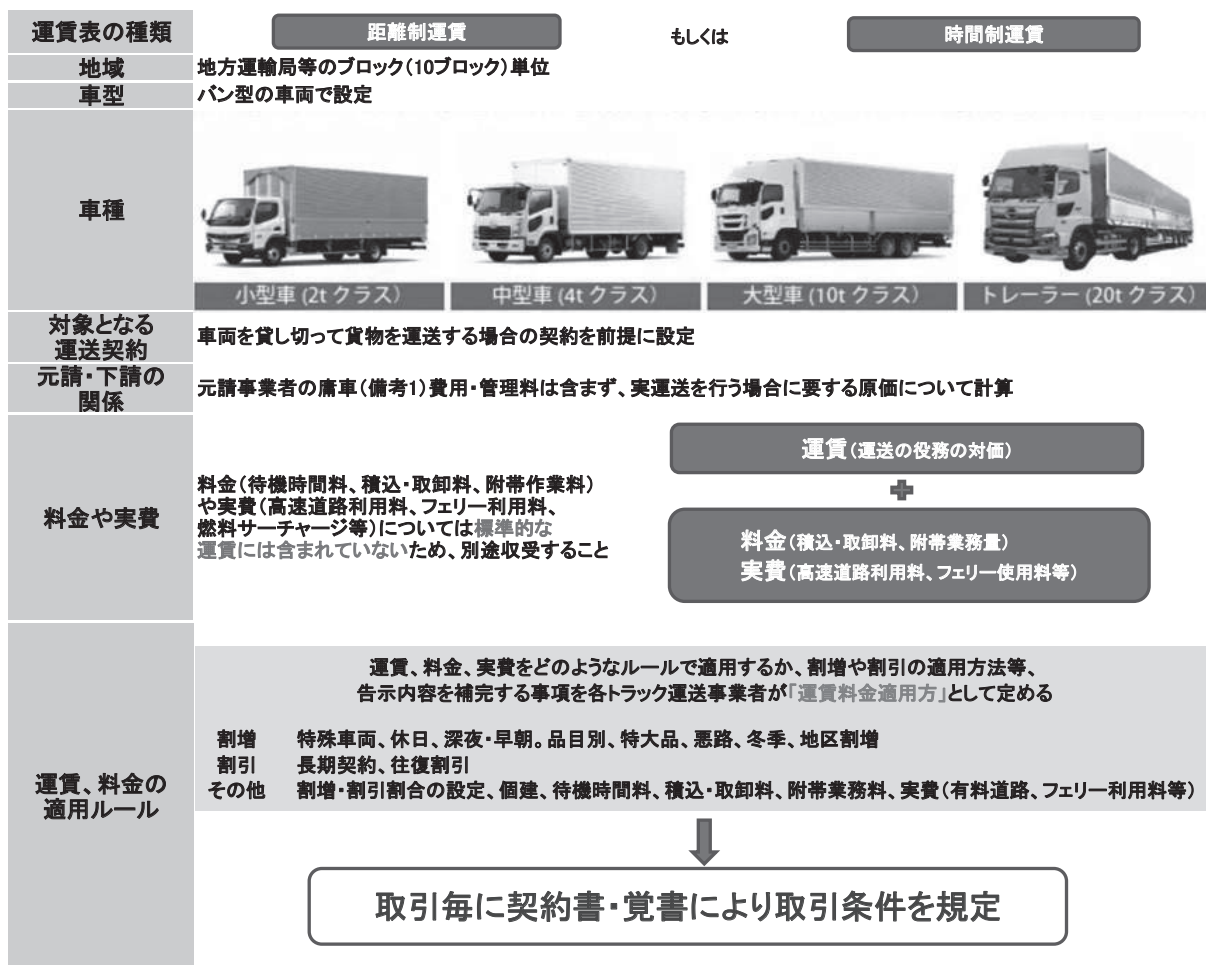 運賃表の種類
距離制運賃
もしくは
時間制運賃
地域
地方運輸局等のブロック（10ブロック）単位
車型
バン型の車両で設定
車種
小型車 (2t クラス）
中型車 (4t クラス）
大型車 (10t クラス）
トレーラー (20t クラス）
対象となる
運送契約
車両を貸し切って貨物を運送する場合の契約を前提に設定
元請・下請の
関係
元請事業者の庸車（備考1）費用・管理料は含まず、実運送を行う場合に要する原価について計算
料金や実費
料金（待機時間料、積込・取卸料、附帯作業料）
や実費（高速道路利用料、フェリー利用料、
燃料サーチャージ等）については標準的な
運賃には含まれていないため、別途収受すること
運賃（運送の役務の対価）
＋
料金（積込・取卸料、附帯業務量）
実費（高速道路利用料、フェリー使用料等）
運賃、料金の
適用ルール
運賃、料金、実費をどのようなルールで適用するか、割増や割引の適用方法等、
告示内容を補完する事項を各トラック運送事業者が「運賃料金適用方」として定める
割増 特殊車両、休日、深夜・早朝。品目別、特大品、悪路、冬季、地区割増
割引 長期契約、往復割引
その他 割増・割引割合の設定、個建、待機時間料、積込・取卸料、附帯業務料、実費（有料道路、フェリー利用料等）
取引毎に契約書・覚書により取引条件を規定